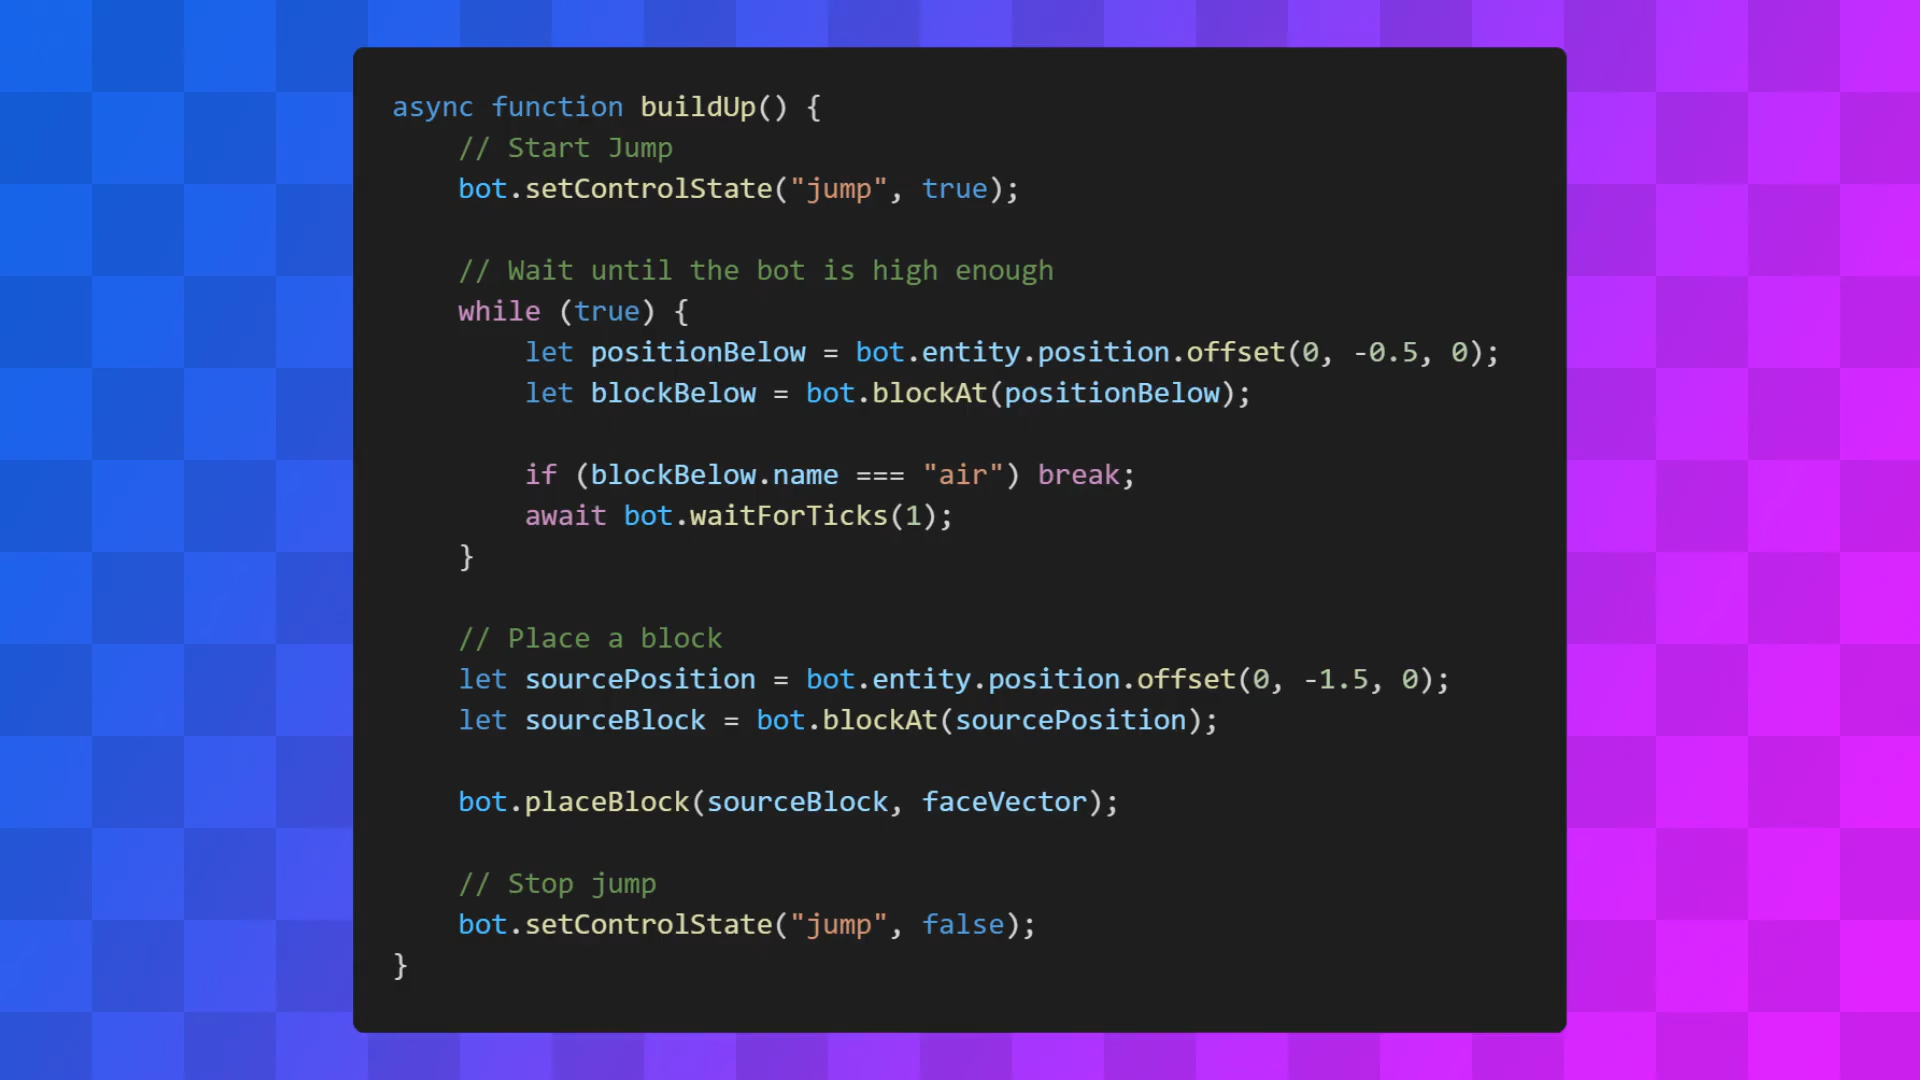 async function buildUp() {
    // Start Jump
    bot.setControlState("jump", true);

    // Wait until the bot is high enough
    while (true) {
        let positionBelow = bot.entity.position.offset(0, -0.5, 0);
        let blockBelow = bot.blockAt(positionBelow);

        if (blockBelow.name === "air") break;
        await bot.waitForTicks(1);
    }

    // Place a block
    let sourcePosition = bot.entity.position.offset(0, -1.5, 0);
    let sourceBlock = bot.blockAt(sourcePosition);

    bot.placeBlock(sourceBlock, faceVector);

    // Stop jump
    bot.setControlState("jump", false);
}